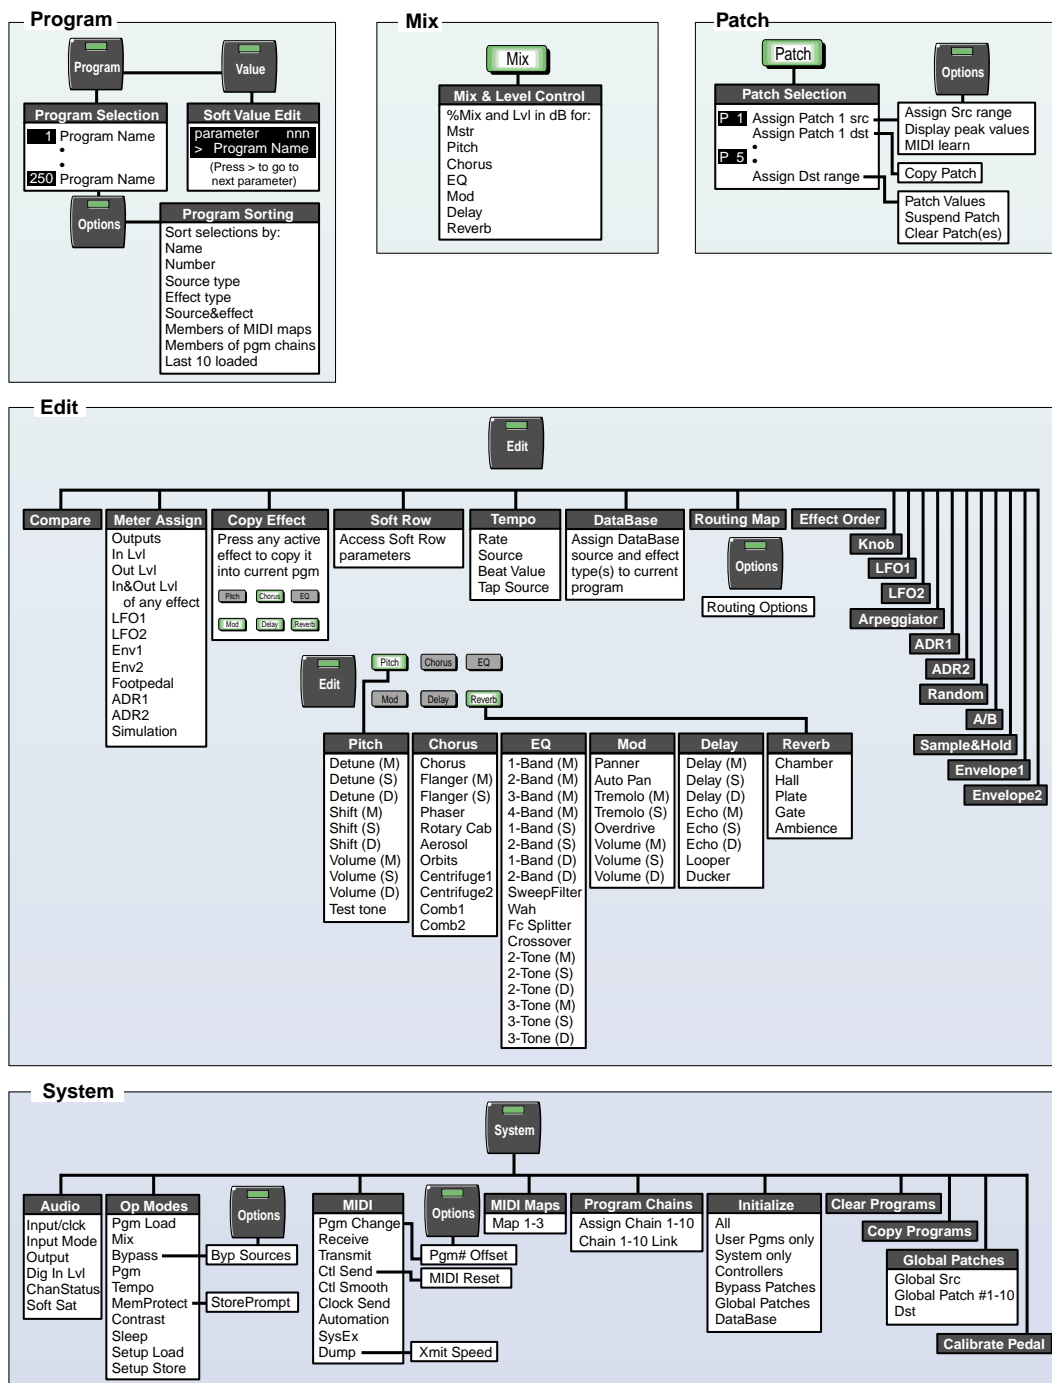 Program
Program
Value
Program Selection
1 Program Name
•
•
250 Program Name
Soft Value Edit
parameter nnn
> Program Name
(Press > to go to
next parameter)
Options
Program Sorting
Sort selections by:
Name
Number
Source type
Effect type
Source&effect
Members of MIDI maps
Members of pgm chains
Last 10 loaded
Mix
Mix
Mix & Level Control
%Mix and Lvl in dB for:
Mstr
Pitch
Chorus
EQ
Mod
Delay
Reverb
Patch
Patch
Options
Patch Selection
P 1 Assign Patch 1 src
Assign Patch 1 dst
•
P 5 •
Assign Dst range
Assign Src range
Display peak values
MIDI learn
Copy Patch
Patch Values
Suspend Patch
Clear Patch(es)
Edit
Edit
Compare
Meter Assign
Outputs
In Lvl
Out Lvl
In&Out Lvl
of any effect
LFO1
LFO2
Env1
Env2
Footpedal
ADR1
ADR2
Simulation
Copy Effect
Press any active
effect to copy it
into current pgm
Pitch Chorus EQ
Mod Delay Reverb
Soft Row
Access Soft Row
parameters
Tempo
Rate
Source
Beat Value
Tap Source
DataBase
Assign DataBase
source and effect
type(s) to current
program
Routing Map
Options
Routing Options
Effect Order
Knob
LFO1
LFO2
Arpeggiator
ADR1
ADR2
Random
A/B
Sample&Hold
Envelope1
Envelope2
Edit
Pitch Chorus EQ
Mod Delay Reverb
Pitch
Detune (M)
Detune (S)
Detune (D)
Shift (M)
Shift (S)
Shift (D)
Volume (M)
Volume (S)
Volume (D)
Test tone
Chorus
Chorus
Flanger (M)
Flanger (S)
Phaser
Rotary Cab
Aerosol
Orbits
Centrifuge1
Centrifuge2
Comb1
Comb2
EQ
1-Band (M)
2-Band (M)
3-Band (M)
4-Band (M)
1-Band (S)
2-Band (S)
1-Band (D)
2-Band (D)
SweepFilter
Wah
Fc Splitter
Crossover
2-Tone (M)
2-Tone (S)
2-Tone (D)
3-Tone (M)
3-Tone (S)
3-Tone (D)
Mod
Panner
Auto Pan
Tremolo (M)
Tremolo (S)
Overdrive
Volume (M)
Volume (S)
Volume (D)
Delay
Delay (M)
Delay (S)
Delay (D)
Echo (M)
Echo (S)
Echo (D)
Looper
Ducker
Reverb
Chamber
Hall
Plate
Gate
Ambience
System
System
Audio
Input/clck
Input Mode
Output
Dig In Lvl
ChanStatus
Soft Sat
Op Modes
Pgm Load
Mix
Bypass
Pgm
Tempo
MemProtect
Contrast
Sleep
Setup Load
Setup Store
Options
Byp Sources
StorePrompt
MIDI
Pgm Change
Receive
Transmit
Ctl Send
Ctl Smooth
Clock Send
Automation
SysEx
Dump
Options
Pgm# Offset
MIDI Reset
Xmit Speed
MIDI Maps
Map 1-3
Program Chains
Assign Chain 1-10
Chain 1-10 Link
Initialize
All
User Pgms only
System only
Controllers
Bypass Patches
Global Patches
DataBase
Clear Programs
Copy Programs
Global Patches
Global Src
Global Patch #1-10
Dst
Calibrate Pedal